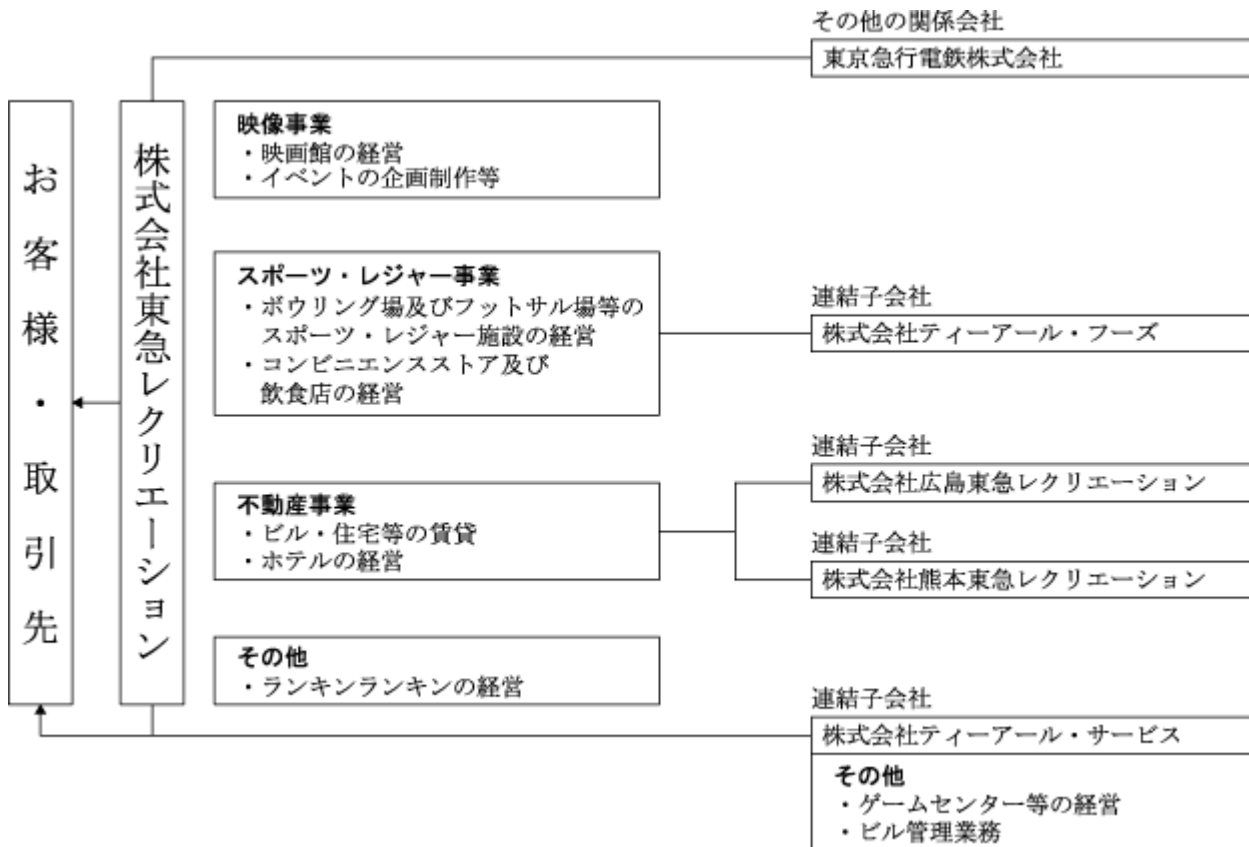 その他の関係会社
東京急行電鉄株式会社
お客様・取引先
株式会社東急レクリエーション
映像事業
・映画館の経営
・イベントの企画制作等
スポーツ・レジャー事業
・ボウリング場及びフットサル場等の
スポーツ・レジャー施設の経営
・コンビニエンスストア及び
飲食店の経営
連結子会社
株式会社ティーアール・フーズ
不動産事業
・ビル・住宅等の賃貸
・ホテルの経営
連結子会社
株式会社広島東急レクリエーション
連結子会社
株式会社熊本東急レクリエーション
その他
・ランキンランキンの経営
連結子会社
株式会社ティーアール・サービス
その他
・ゲームセンター等の経営
・ビル管理業務